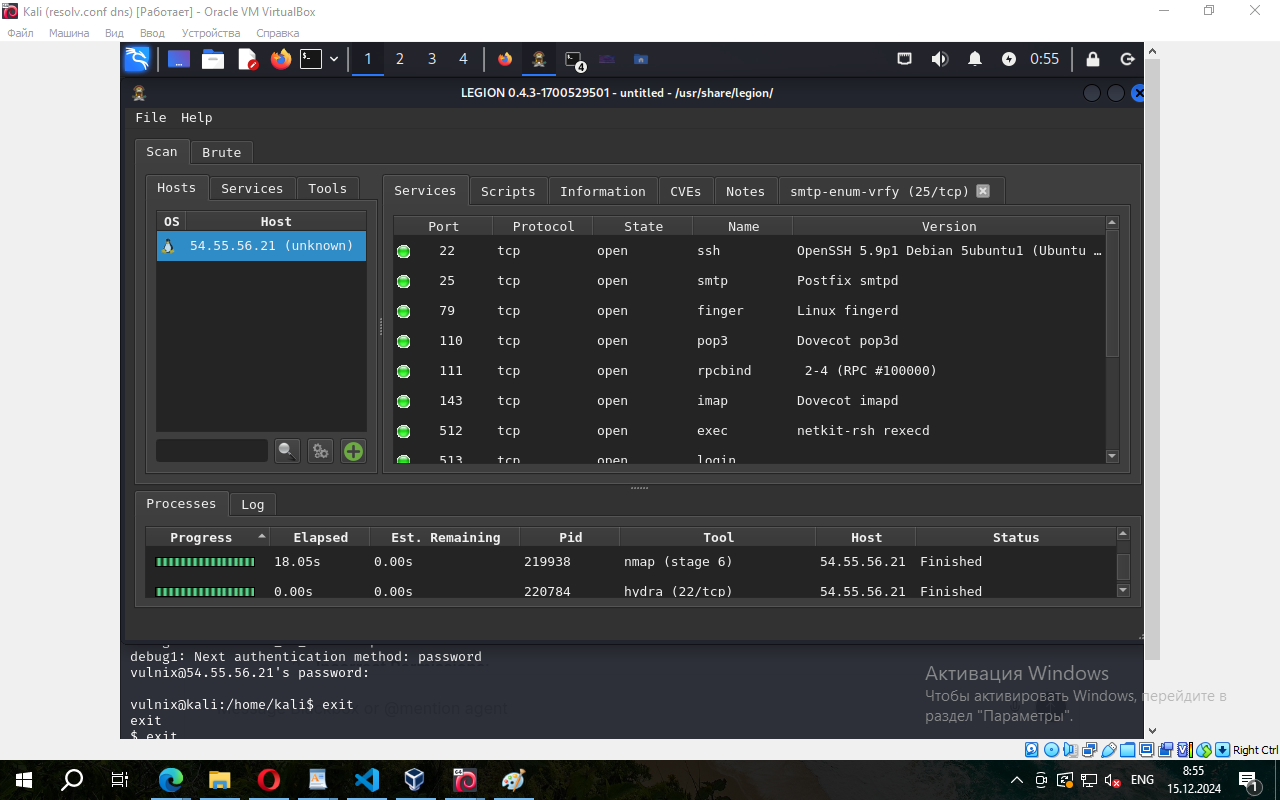 Kali (resolv.conf dns) [Работает] - Oracle VM VirtualBox
Файл Машина Вид Ввод Устройства Справка
1 2 3 4 4 0:55
LEGION 0.4.3-1700529501 - untitled - /usr/share/legion/
File Help
Scan Brute
Hosts Services Tools
Services Scripts Information CVEs Notes smtp-enum-vrfy (25/tcp)
OS Host
54.55.56.21 (unknown)
Port Protocol State Name Version
22 tcp open ssh OpenSSH 5.9p1 Debian 5ubuntu1 (Ubuntu …
25 tcp open smtp Postfix smtpd
79 tcp open finger Linux fingerd
110 tcp open pop3 Dovecot pop3d
111 tcp open rpcbind 2-4 (RPC #100000)
143 tcp open imap Dovecot imapd
512 tcp open exec netkit-rsh rexecd
513 tcp open login
Processes Log
Progress Elapsed Est. Remaining Pid Tool Host Status
18.05s 0.00s 219938 nmap (stage 6) 54.55.56.21 Finished
0.00s 0.00s 220784 hydra (22/tcp) 54.55.56.21 Finished
debug1: Next authentication method: password
vulnix@54.55.56.21's password:
vulnix@kali:/home/kali$ exit
or @mention agent
exit
$ exit
Активация Windows
Чтобы активировать Windows, перейдите в
раздел "Параметры".
Right Ctrl
ENG
8:55
15.12.2024
1